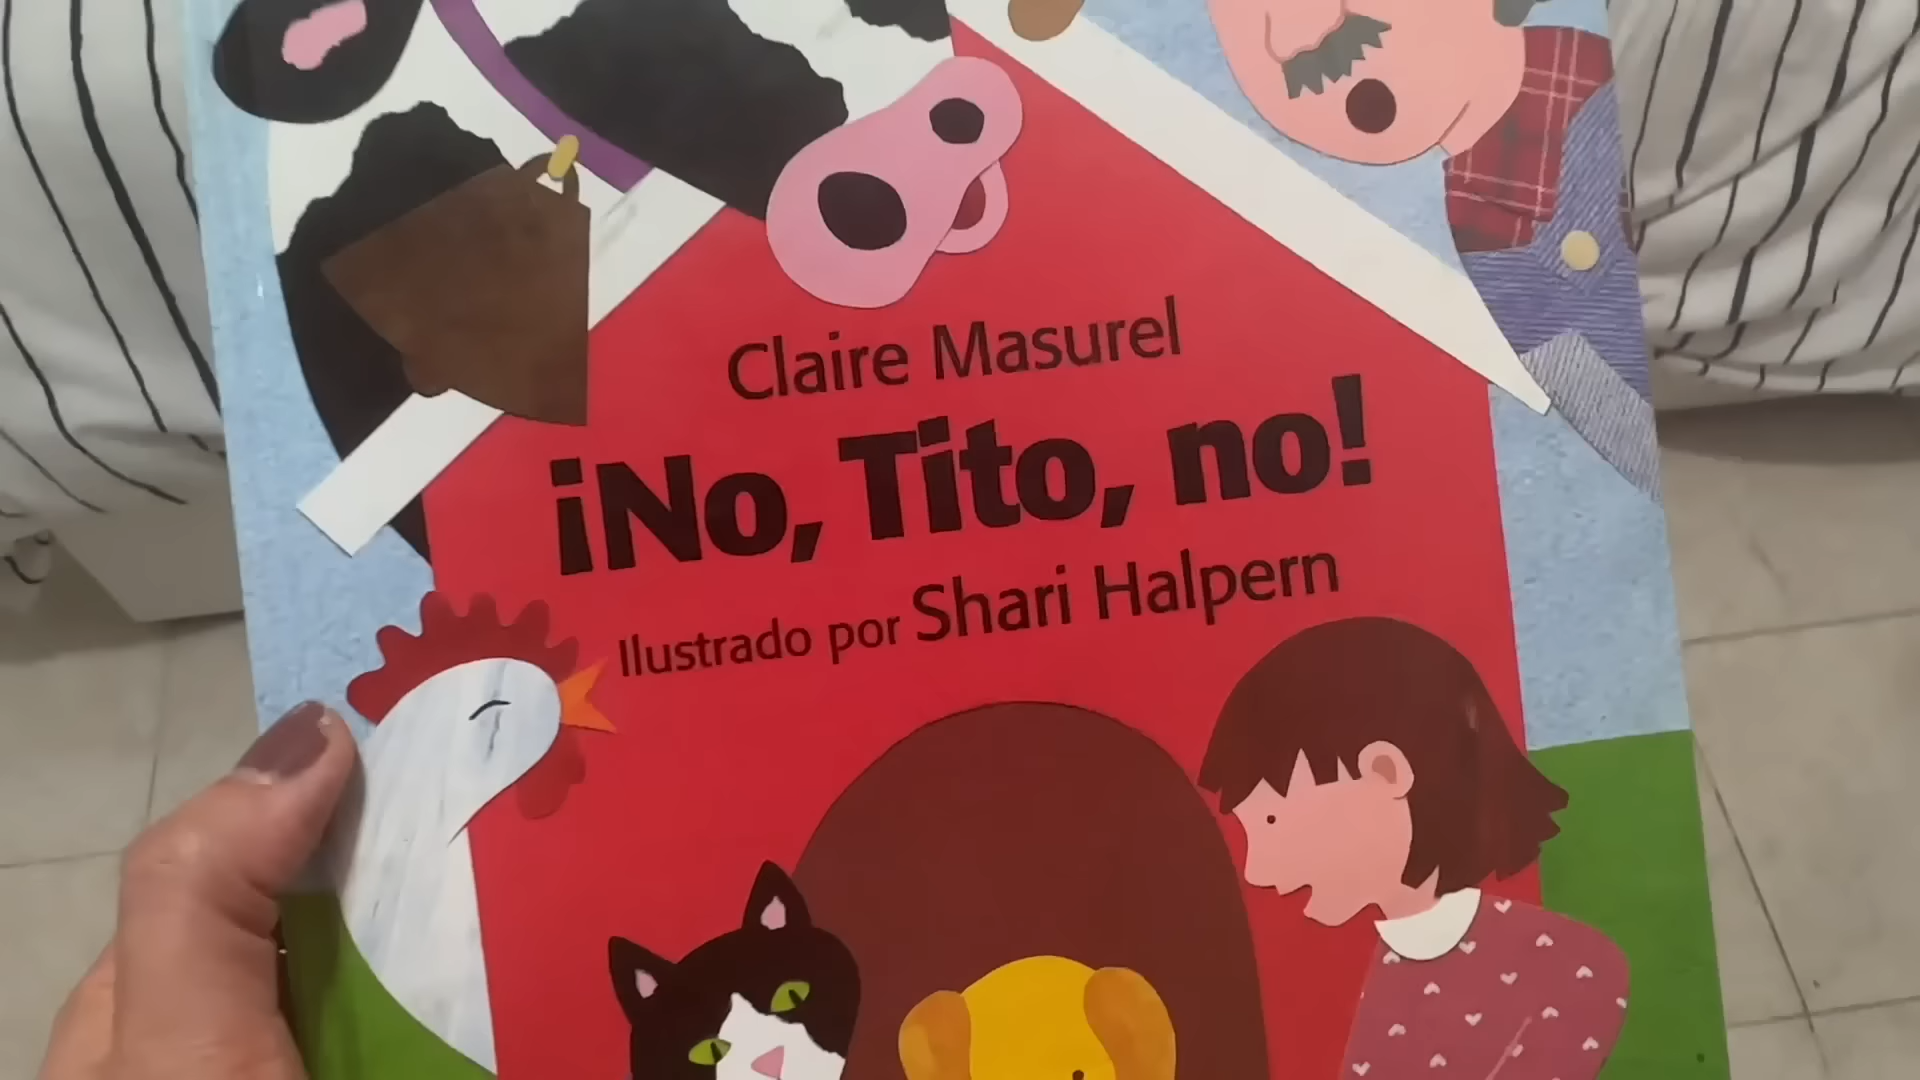 Claire Masurel
¡No, Tito, no!
Ilustrado por Shari Halpern